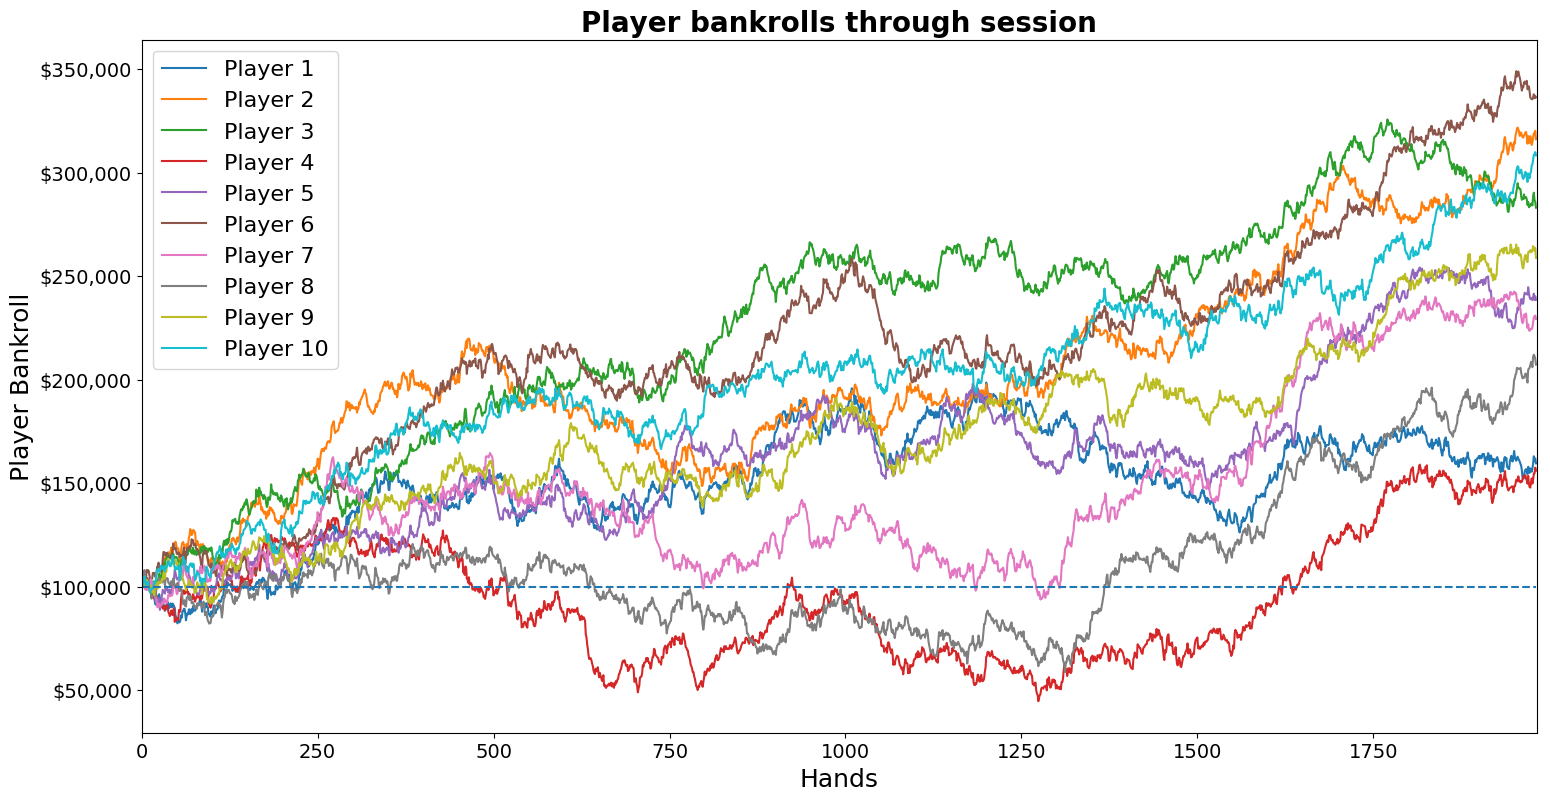 Player bankrolls through session
$350,000
$300,000
$250,000
$200,000
$150,000
$100,000
$50,000
Player Bankroll
Player 1
Player 2
Player 3
Player 4
Player 5
Player 6
Player 7
Player 8
Player 9
Player 10
0 250 500 750 1000 1250 1500 1750
Hands